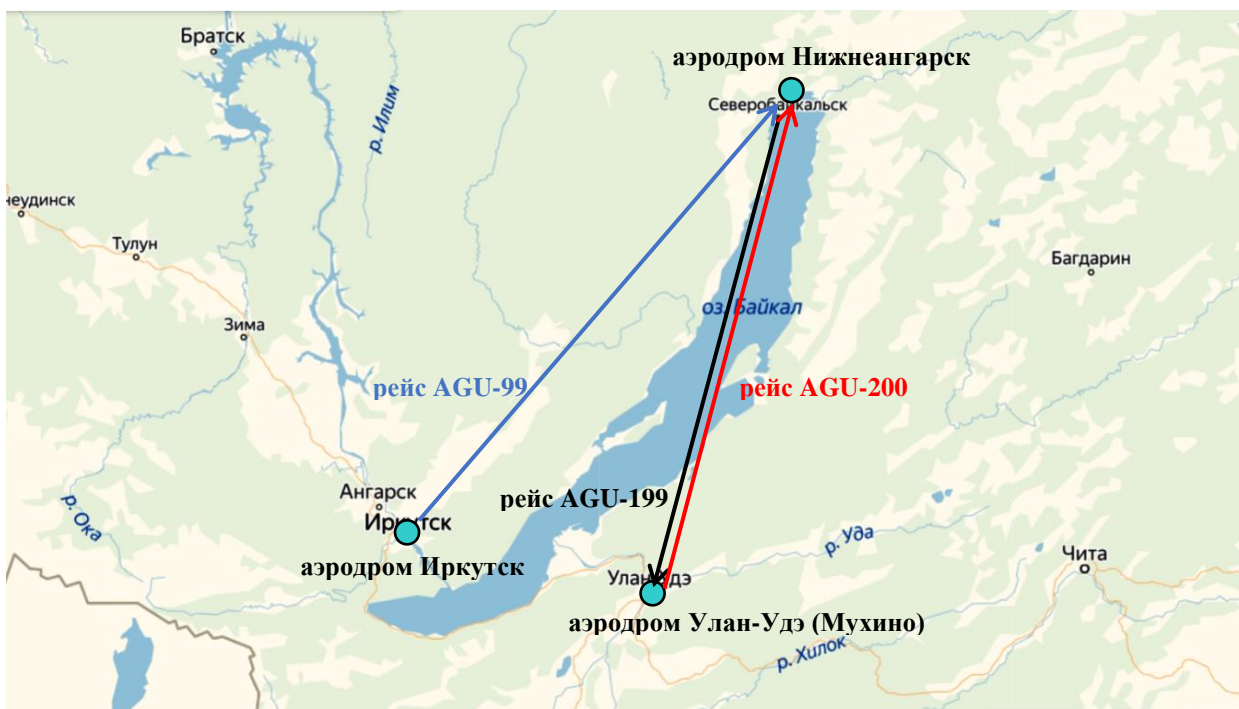 Братск
аэродром Нижнеангарск
Северобайкальск
р. Илим
неудинск
Тулун
Багдарин
оз. Байкал
Зима
рейс AGU-99
рейс AGU-200
Ангарск
рейс AGU-199
р. Ока
Иркутск
р. Уда
аэродром Иркутск
Улан-Удэ
Чита
аэродром Улан-Удэ (Мухино)
р. Хилок